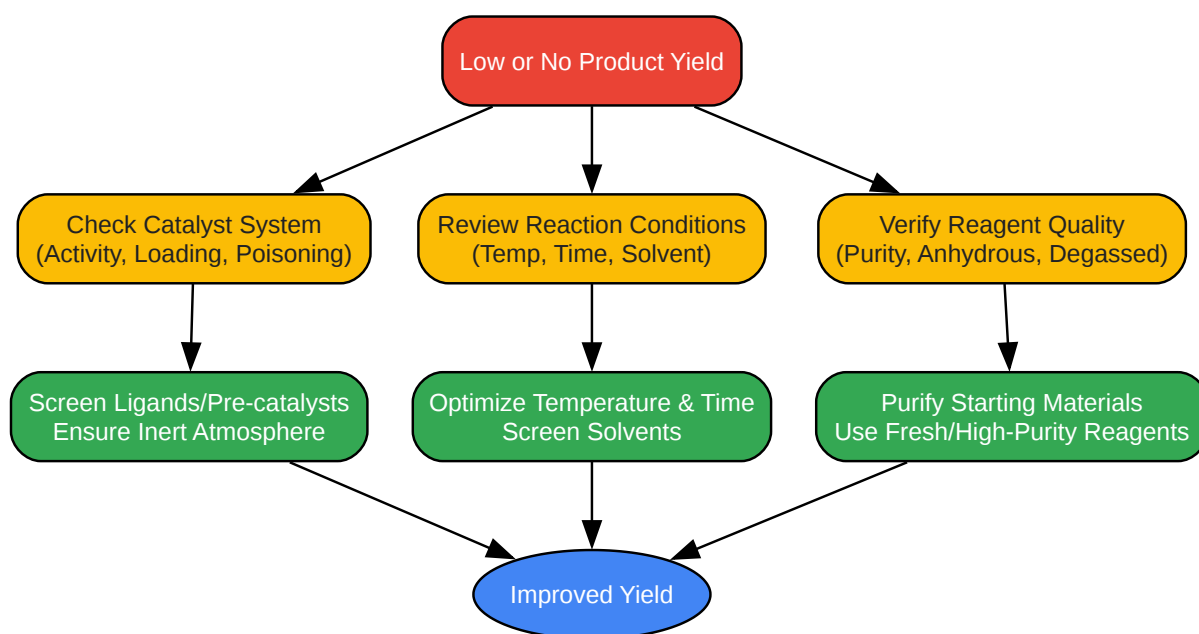 Low or No Product Yield
Check Catalyst System
(Activity, Loading, Poisoning)
Review Reaction Conditions
(Temp, Time, Solvent)
Verify Reagent Quality
(Purity, Anhydrous, Degassed)
Screen Ligands/Pre-catalysts
Ensure Inert Atmosphere
Optimize Temperature & Time
Screen Solvents
Purify Starting Materials
Use Fresh/High-Purity Reagents
Improved Yield